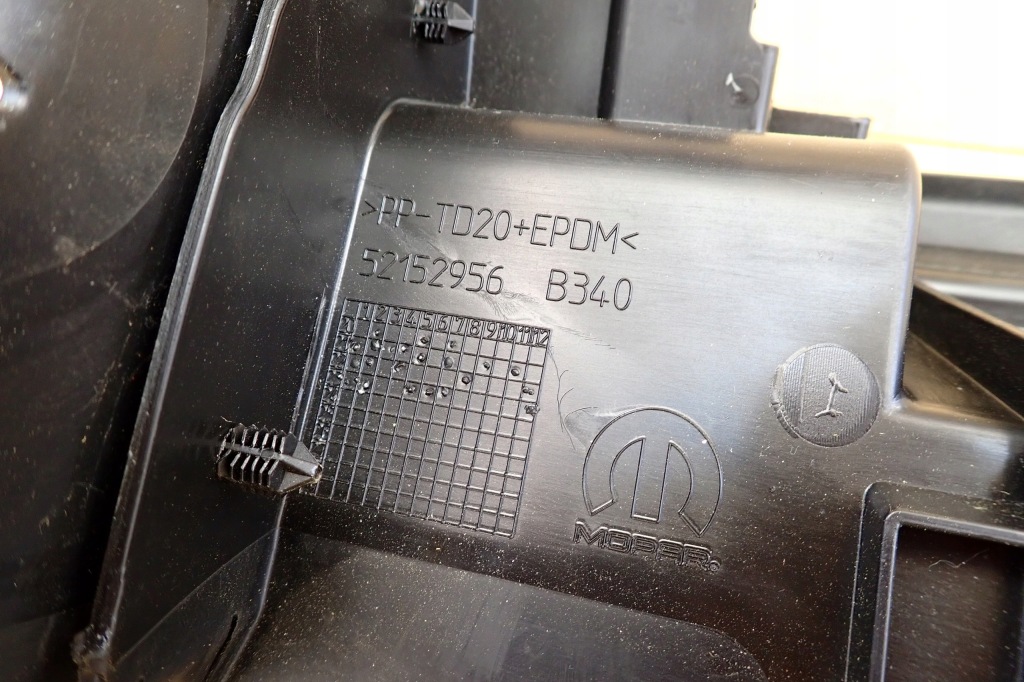 >PP-TD20+EPDM<
52152956 B340
1 2 3 4 5 6 7 8 9 10 11 12
MOPAR